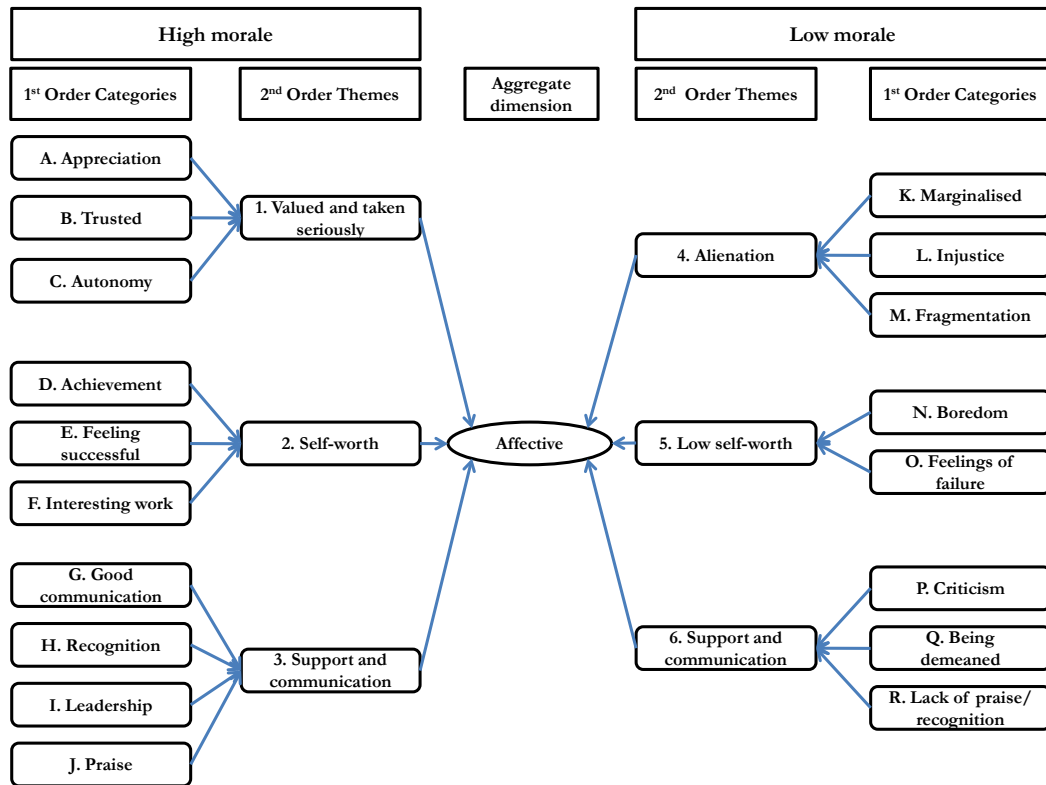 High morale
Low morale
1st Order Categories
2nd Order Themes
Aggregate
dimension
2nd Order Themes
1st Order Categories
A. Appreciation
B. Trusted
C. Autonomy
1. Valued and taken
seriously
D. Achievement
E. Feeling
successful
F. Interesting work
2. Self-worth
G. Good
communication
H. Recognition
I. Leadership
J. Praise
3. Support and
communication
Affective
4. Alienation
K. Marginalised
L. Injustice
M. Fragmentation
5. Low self-worth
N. Boredom
O. Feelings of
failure
6. Support and
communication
P. Criticism
Q. Being
demeaned
R. Lack of praise/
recognition